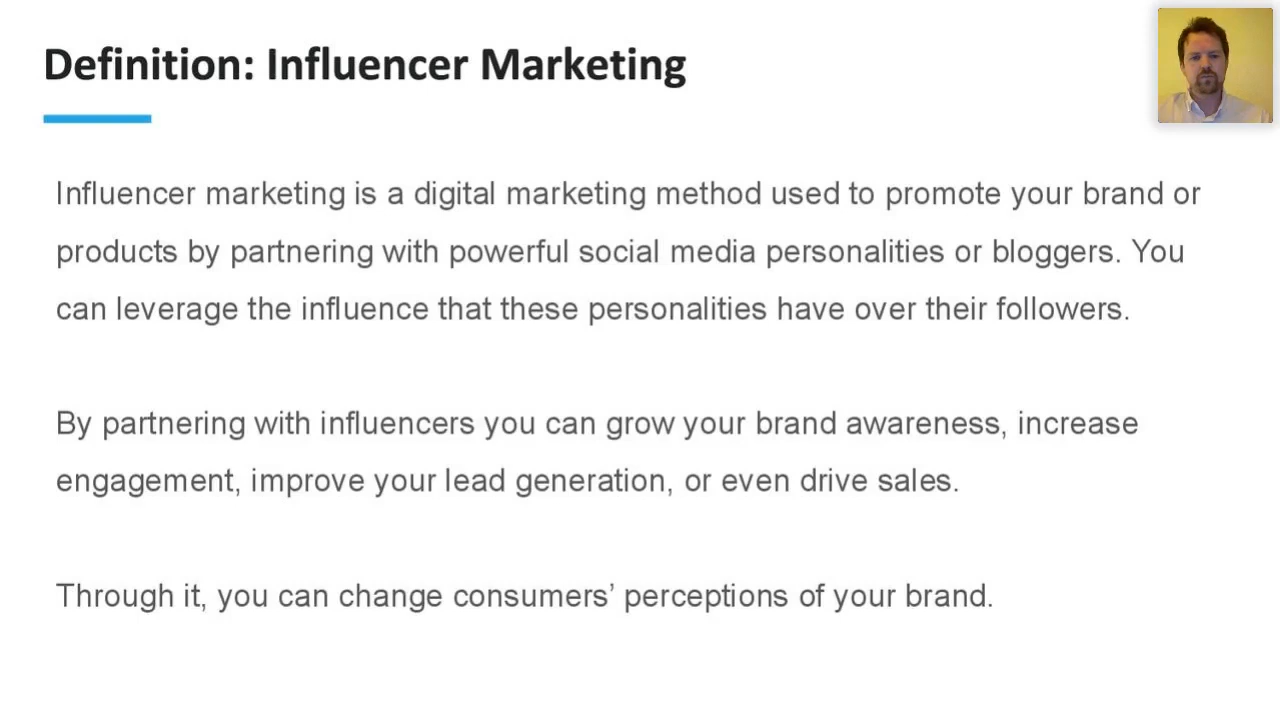 Definition: Influencer Marketing
Influencer marketing is a digital marketing method used to promote your brand or
products by partnering with powerful social media personalities or bloggers. You
can leverage the influence that these personalities have over their followers.
By partnering with influencers you can grow your brand awareness, increase
engagement, improve your lead generation, or even drive sales.
Through it, you can change consumers’ perceptions of your brand.